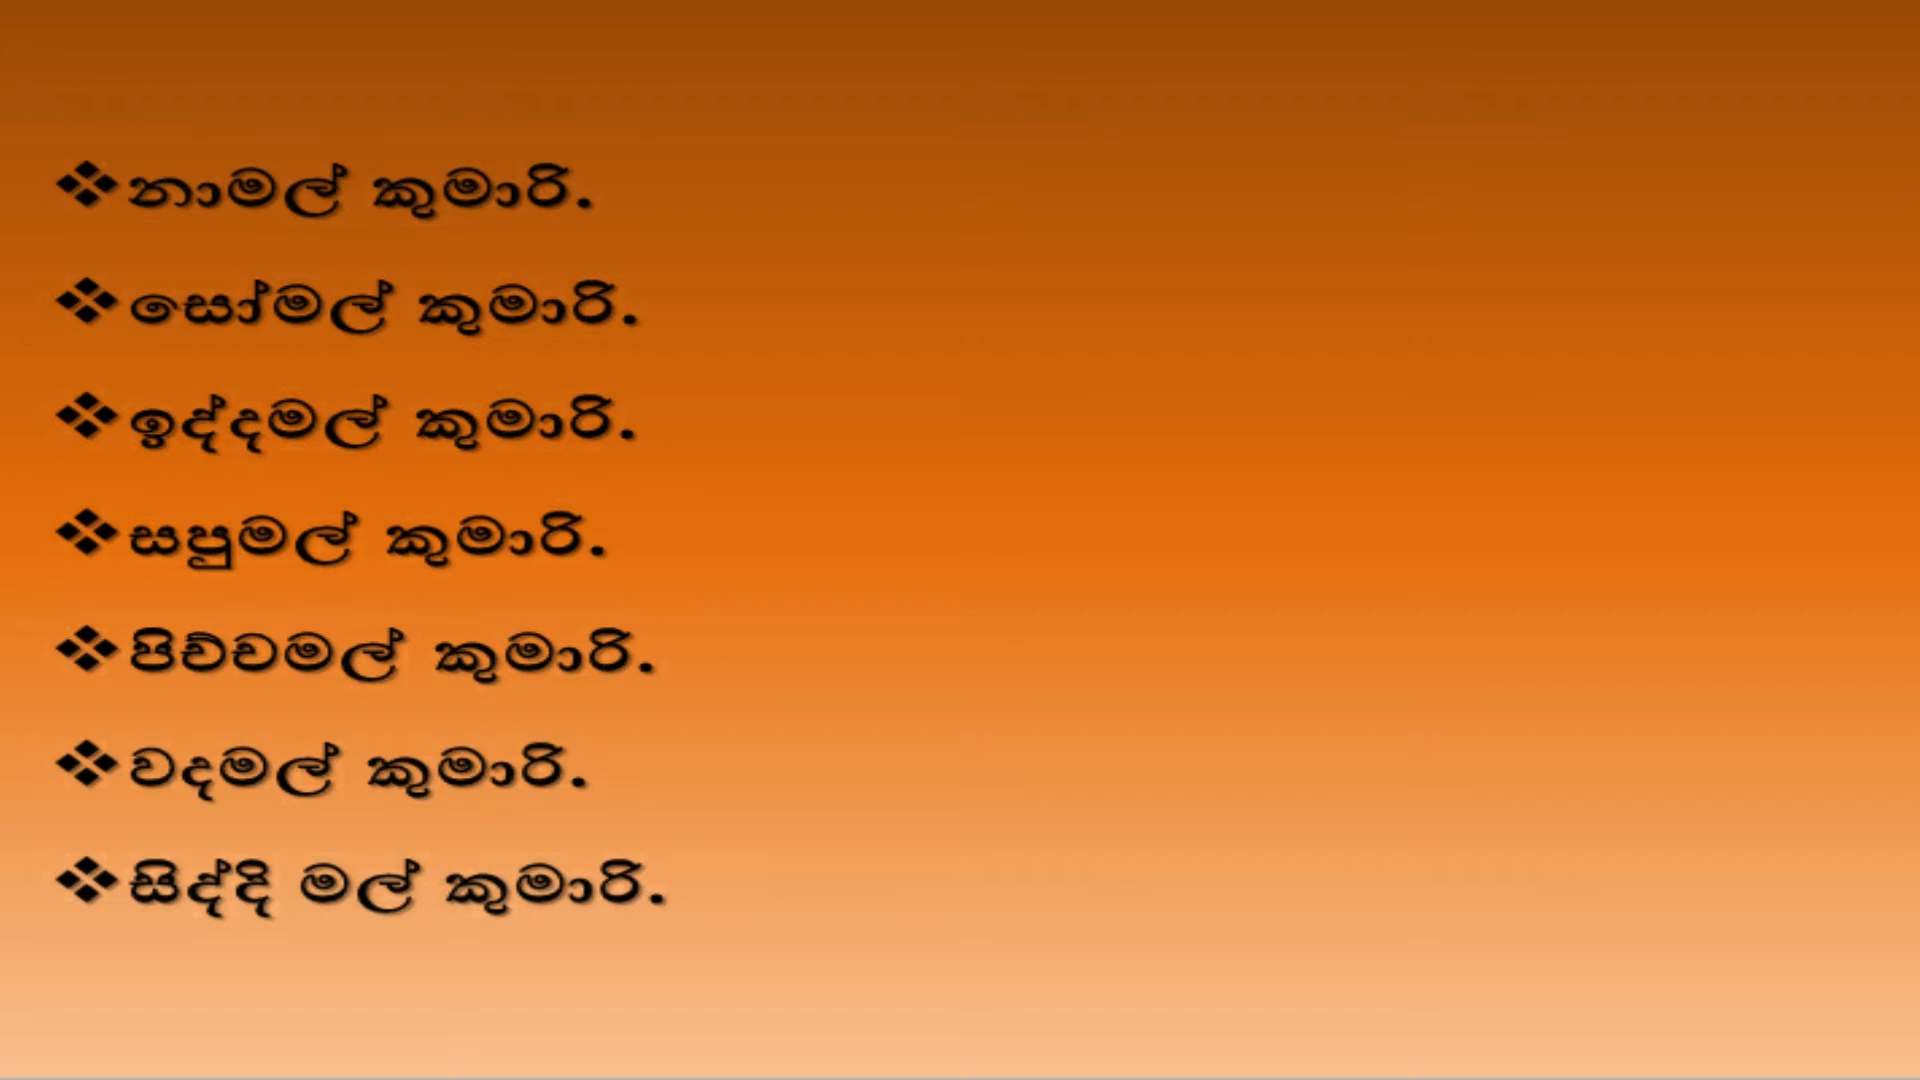 ❖නාමල් කුමාරි.
❖සෝමල් කුමාරි.
❖ඉද්දමල් කුමාරි.
❖සපුමල් කුමාරි.
❖පිච්චමල් කුමාරි.
❖වදමල් කුමාරි.
❖සිද්දි මල් කුමාරි.